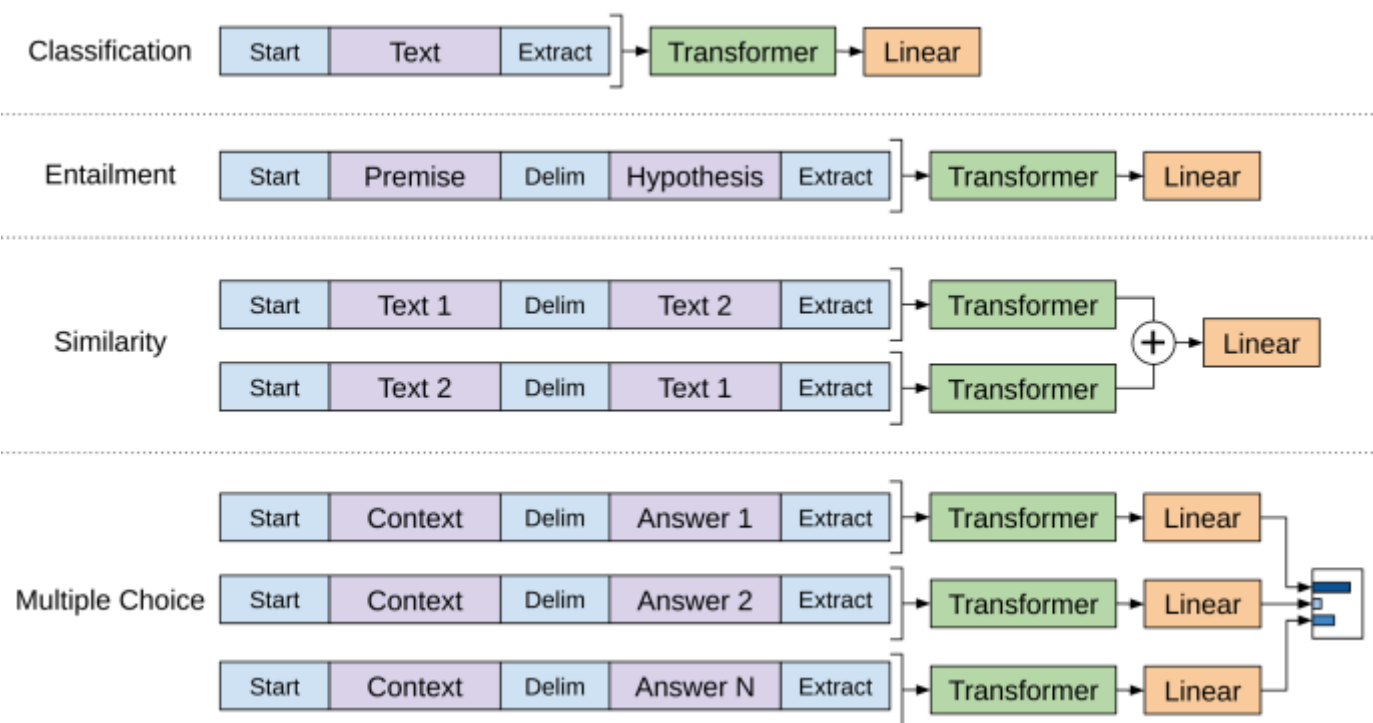 Classification Start Text Extract Transformer Linear
Entailment Start Premise Delim Hypothesis Extract Transformer Linear
Start Text 1 Delim Text 2 Extract Transformer
Similarity + Linear
Start Text 2 Delim Text 1 Extract Transformer
Start Context Delim Answer 1 Extract Transformer Linear
Multiple Choice Start Context Delim Answer 2 Extract Transformer Linear
Start Context Delim Answer N Extract Transformer Linear